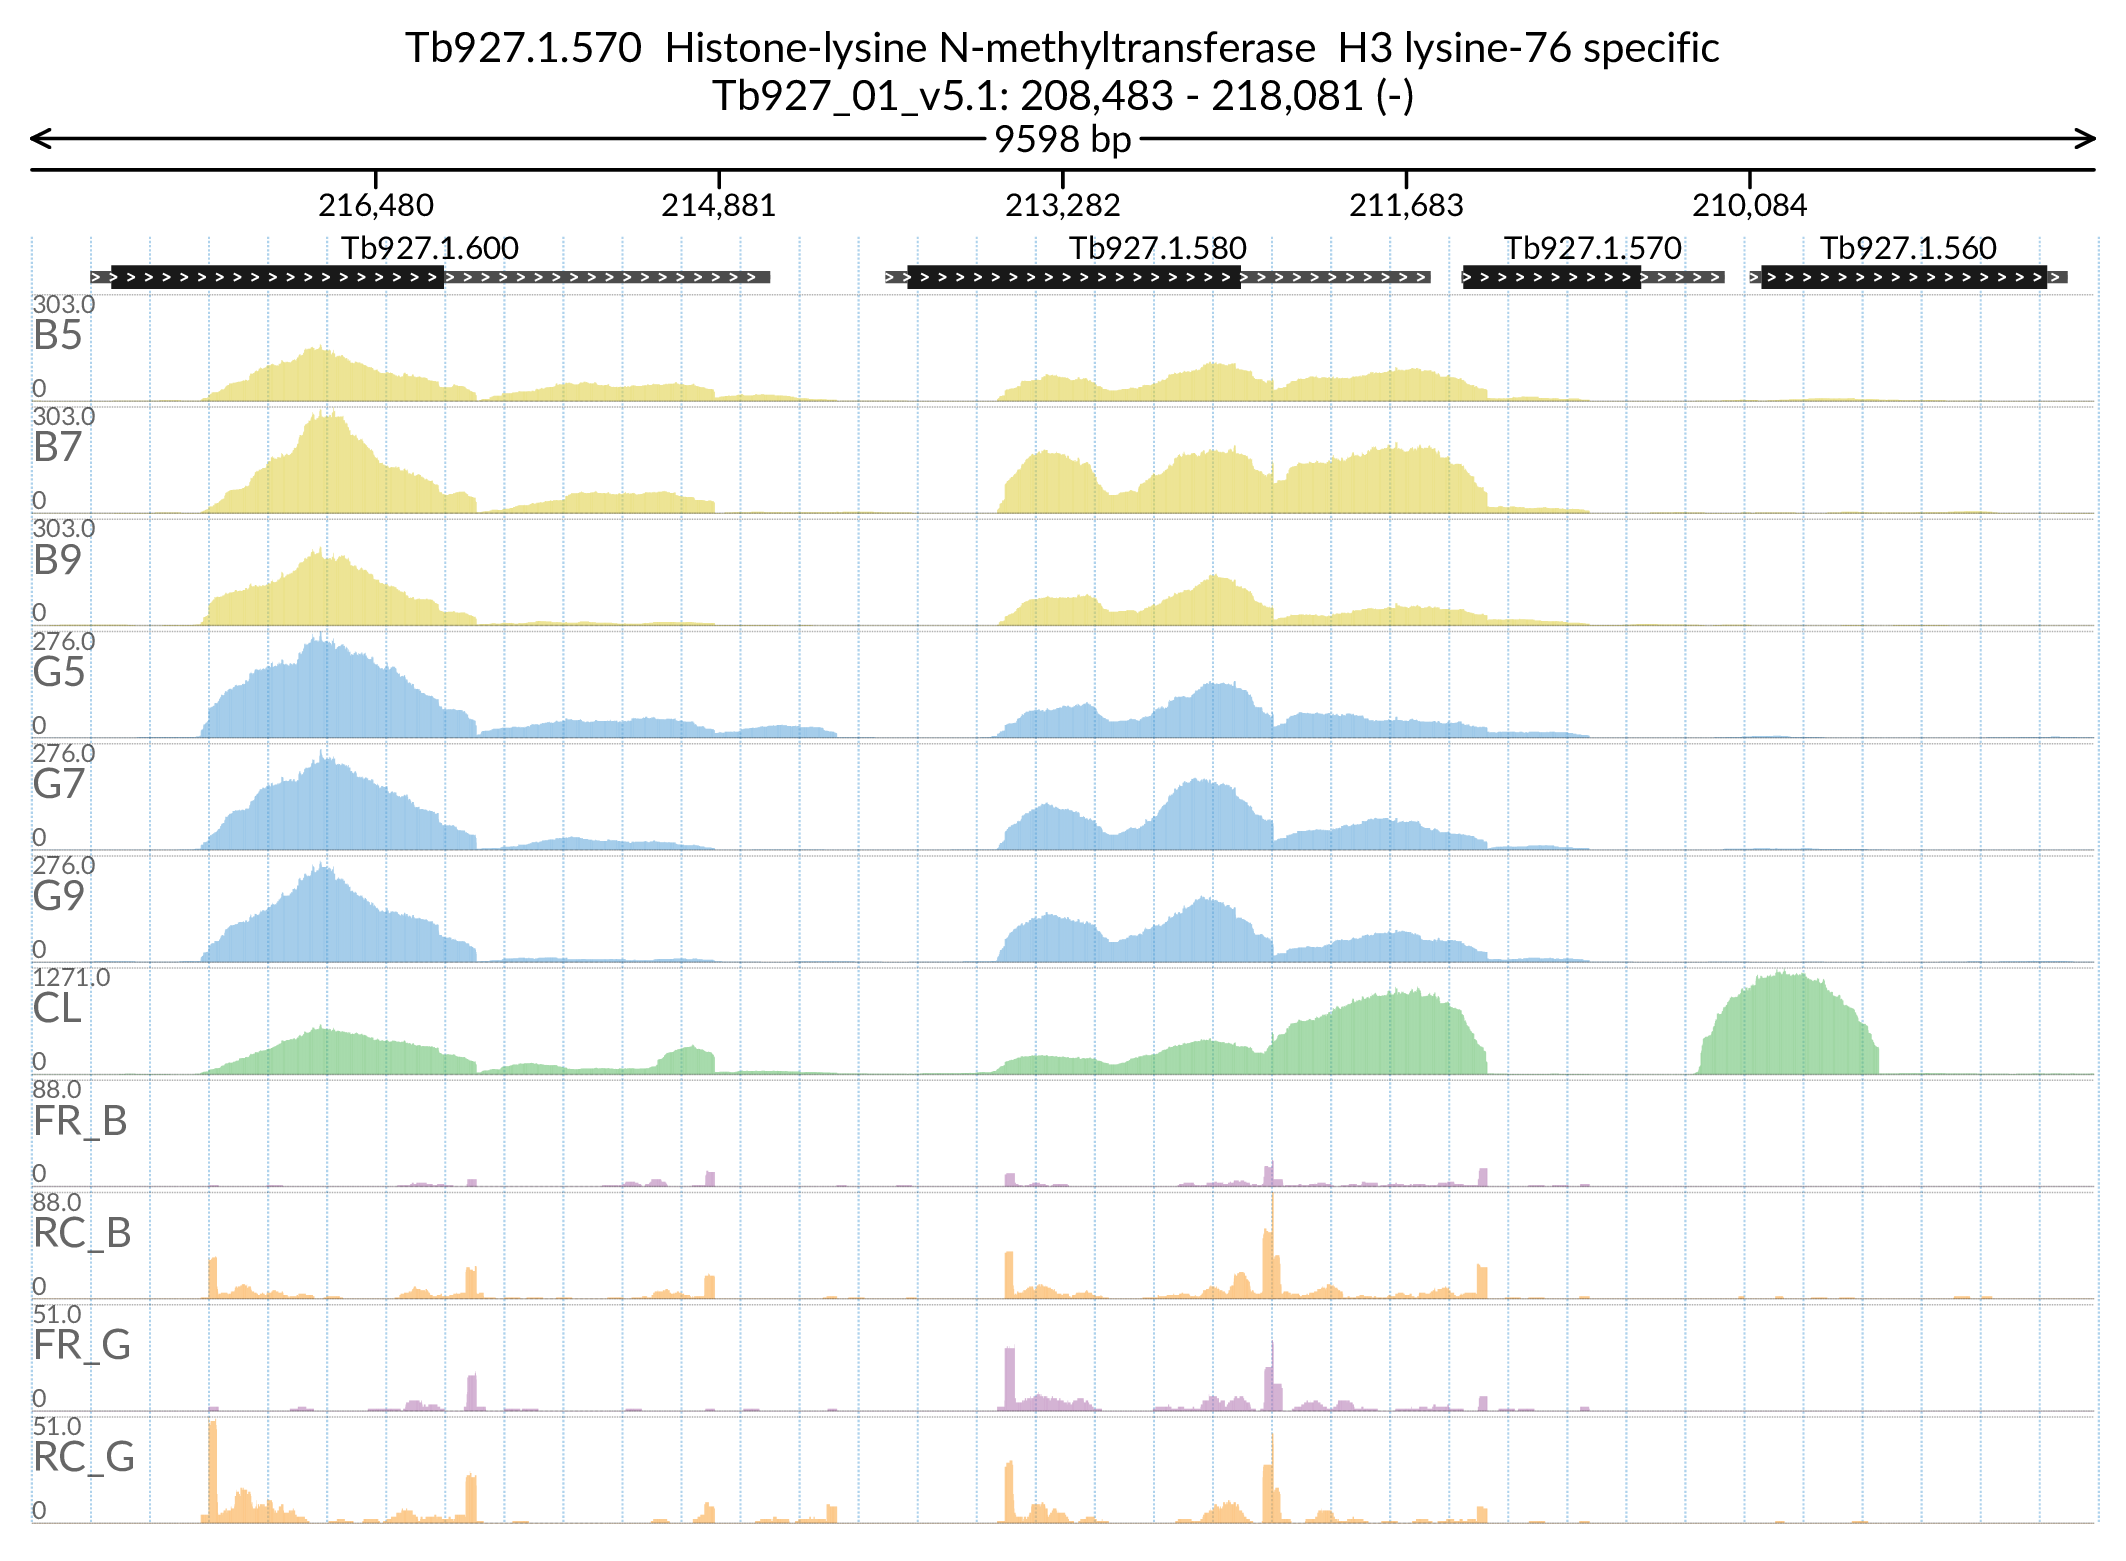 Tb927.1.570  Histone-lysine N-methyltransferase  H3 lysine-76 specific
Tb927_01_v5.1: 208,483 - 218,081 (-)
9598 bp
216,480 214,881 213,282 211,683 210,084
Tb927.1.600 Tb927.1.580 Tb927.1.570 Tb927.1.560
303.0
B5
0
303.0
B7
0
303.0
B9
0
276.0
G5
0
276.0
G7
0
276.0
G9
0
1271.0
CL
0
88.0
FR_B
0
88.0
RC_B
0
51.0
FR_G
0
51.0
RC_G
0